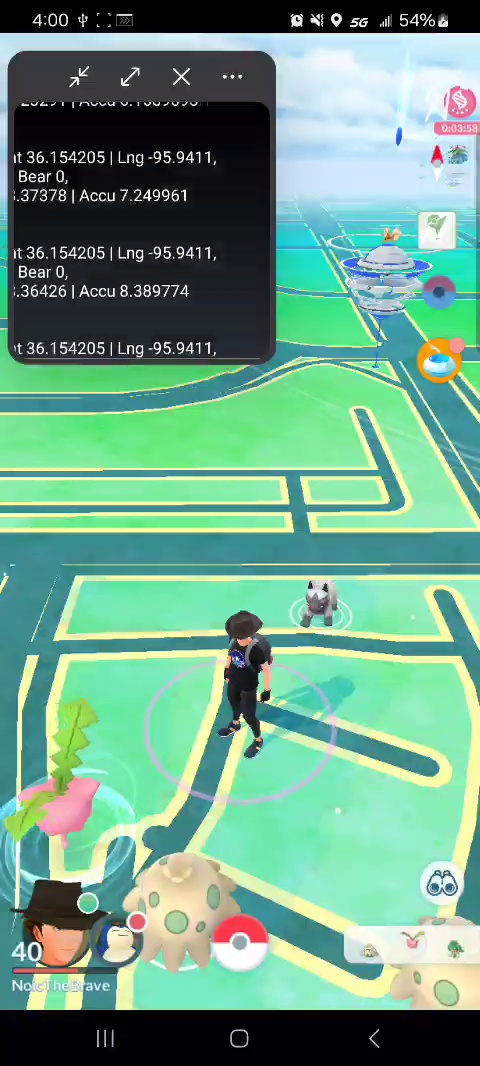 4:00
5G
54%
at 36.154205 | Lng -95.9411,
Bear 0,
.37378 | Accu 7.249961
at 36.154205 | Lng -95.9411,
Bear 0,
.36426 | Accu 8.389774
at 36.154205 | Lng -95.9411,
0:03:58
40
NoicTheBrave